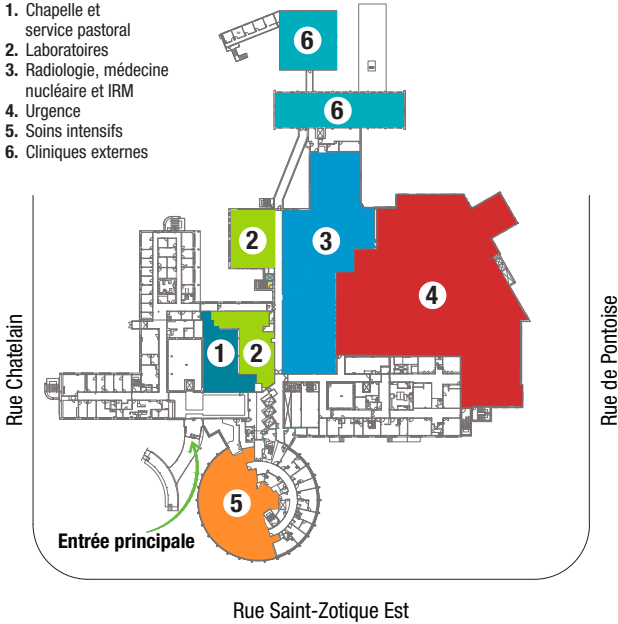 1. Chapelle et
service pastoral
2. Laboratoires
3. Radiologie, médecine
nucléaire et IRM
4. Urgence
5. Soins intensifs
6. Cliniques externes
6
6
2
3
4
1
2
5
Rue Chatelain
Rue de Pontoise
Entrée principale
Rue Saint-Zotique Est